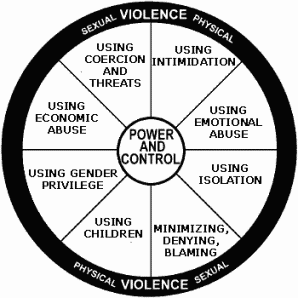 SEXUAL VIOLENCE PHYSICAL
USING
COERCION
AND
THREATS
USING
INTIMIDATION
USING
EMOTIONAL
ABUSE
USING
ISOLATION
MINIMIZING,
DENYING,
BLAMING
USING
CHILDREN
USING GENDER
PRIVILEGE
USING
ECONOMIC
ABUSE
POWER
AND
CONTROL
PHYSICAL VIOLENCE SEXUAL